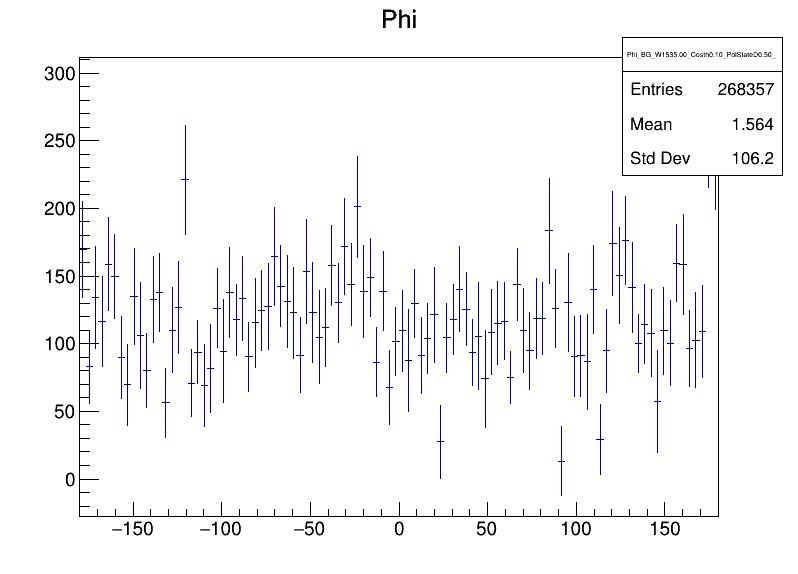 Phi
Phi_BG_W1535.00_Costh0.10_PolStateD0.50_
Entries 268357
Mean 1.564
Std Dev 106.2
300
250
200
150
100
50
0
−150 −100 −50 0 50 100 150